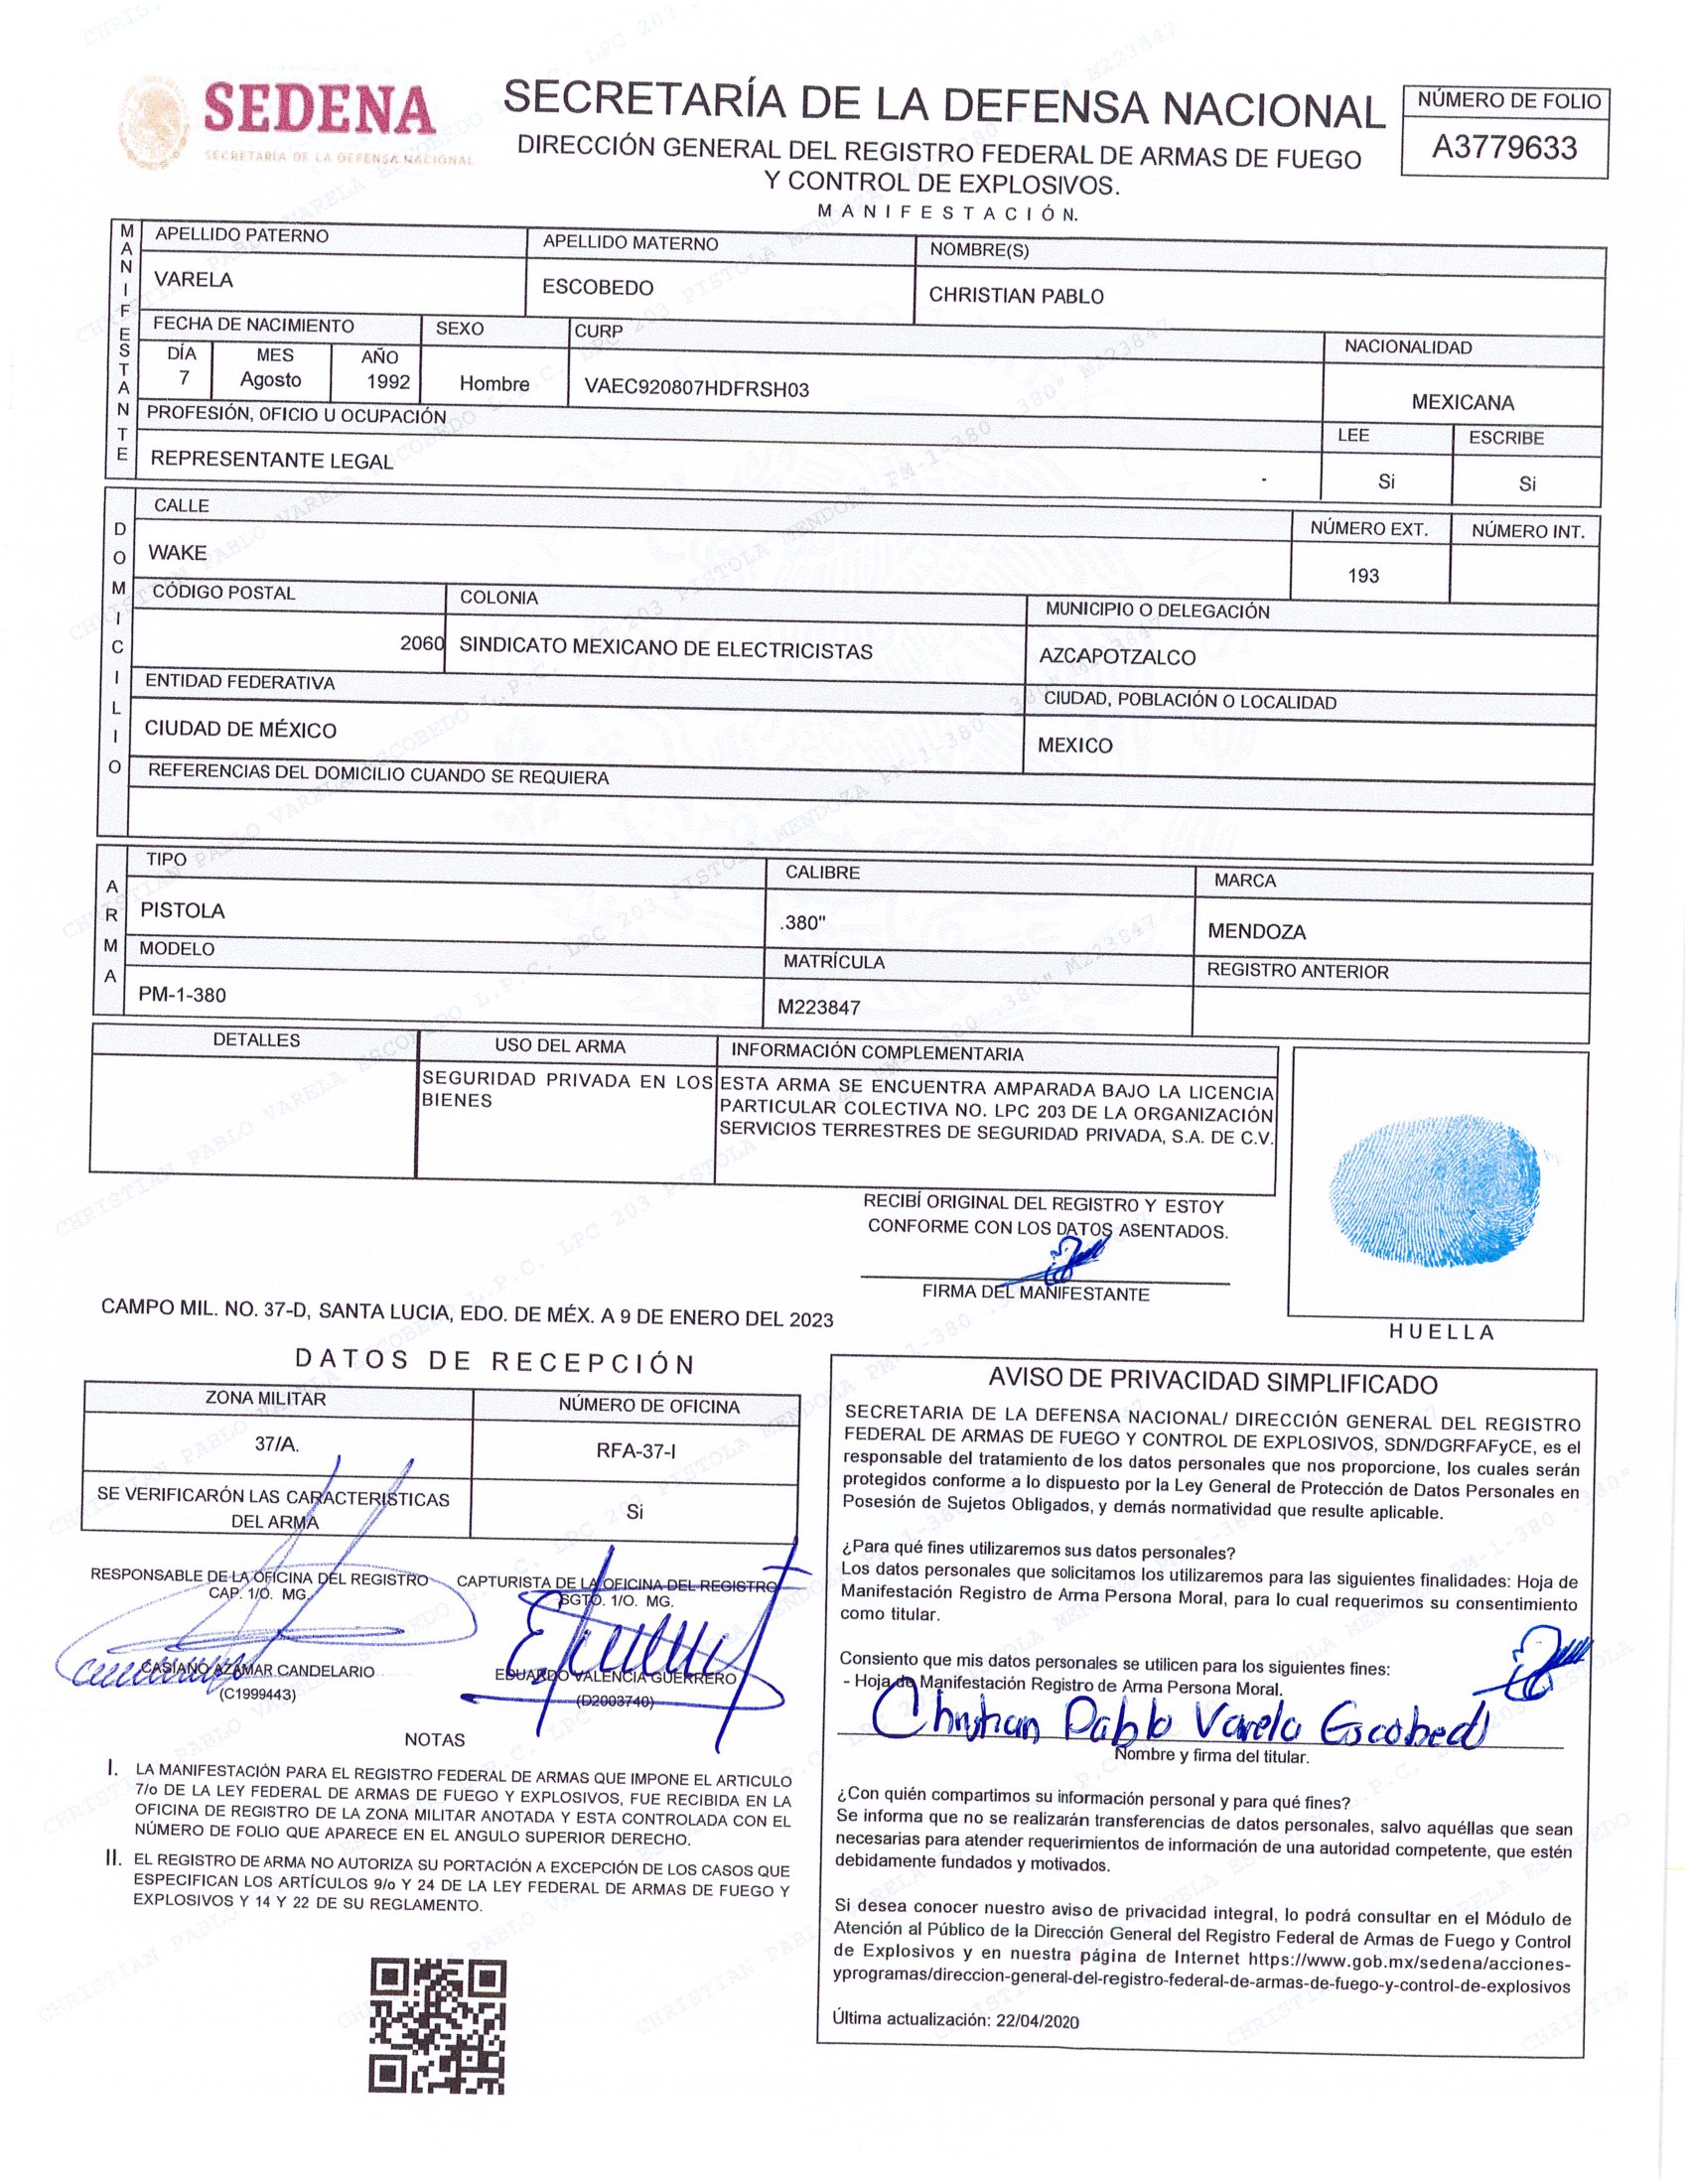 SEDENA
SECRETARÍA DE LA DEFENSA NACIONAL
SECRETARÍA DE LA DEFENSA NACIONAL
DIRECCIÓN GENERAL DEL REGISTRO FEDERAL DE ARMAS DE FUEGO
Y CONTROL DE EXPLOSIVOS.
MANIFESTACIÓN.
NÚMERO DE FOLIO
A3779633
MANIFESTANTE
APELLIDO PATERNO APELLIDO MATERNO NOMBRE(S)
VARELA ESCOBEDO CHRISTIAN PABLO
FECHA DE NACIMIENTO SEXO CURP NACIONALIDAD
DÍA MES AÑO
7 Agosto 1992 Hombre VAEC920807HDFRSH03 MEXICANA
PROFESIÓN, OFICIO U OCUPACIÓN LEE ESCRIBE
REPRESENTANTE LEGAL Si Si
DOMICILIO
CALLE NÚMERO EXT. NÚMERO INT.
WAKE 193
CÓDIGO POSTAL COLONIA MUNICIPIO O DELEGACIÓN
2060 SINDICATO MEXICANO DE ELECTRICISTAS AZCAPOTZALCO
ENTIDAD FEDERATIVA CIUDAD, POBLACIÓN O LOCALIDAD
CIUDAD DE MÉXICO MEXICO
REFERENCIAS DEL DOMICILIO CUANDO SE REQUIERA
ARMA
TIPO CALIBRE MARCA
PISTOLA .380" MENDOZA
MODELO MATRÍCULA REGISTRO ANTERIOR
PM-1-380 M223847
DETALLES USO DEL ARMA INFORMACIÓN COMPLEMENTARIA
SEGURIDAD PRIVADA EN LOS BIENES
ESTA ARMA SE ENCUENTRA AMPARADA BAJO LA LICENCIA
PARTICULAR COLECTIVA NO. LPC 203 DE LA ORGANIZACIÓN
SERVICIOS TERRESTRES DE SEGURIDAD PRIVADA, S.A. DE C.V.
RECIBÍ ORIGINAL DEL REGISTRO Y ESTOY
CONFORME CON LOS DATOS ASENTADOS.
FIRMA DEL MANIFESTANTE
HUELLA
CAMPO MIL. NO. 37-D, SANTA LUCIA, EDO. DE MÉX. A 9 DE ENERO DEL 2023
DATOS DE RECEPCIÓN
ZONA MILITAR NÚMERO DE OFICINA
37/A. RFA-37-I
SE VERIFICARÓN LAS CARACTERISTICAS
DEL ARMA
Si
RESPONSABLE DE LA OFICINA DEL REGISTRO
CAP. 1/O. MG.
CASIANO AZAMAR CANDELARIO
(C1999443)
CAPTURISTA DE LA OFICINA DEL REGISTRO
SGTO. 1/O. MG.
EDUARDO VALENCIA GUERRERO
(D2003740)
NOTAS
I. LA MANIFESTACIÓN PARA EL REGISTRO FEDERAL DE ARMAS QUE IMPONE EL ARTICULO
7/o DE LA LEY FEDERAL DE ARMAS DE FUEGO Y EXPLOSIVOS, FUE RECIBIDA EN LA
OFICINA DE REGISTRO DE LA ZONA MILITAR ANOTADA Y ESTA CONTROLADA CON EL
NÚMERO DE FOLIO QUE APARECE EN EL ANGULO SUPERIOR DERECHO.
II. EL REGISTRO DE ARMA NO AUTORIZA SU PORTACIÓN A EXCEPCIÓN DE LOS CASOS QUE
ESPECIFICAN LOS ARTÍCULOS 9/o Y 24 DE LA LEY FEDERAL DE ARMAS DE FUEGO Y
EXPLOSIVOS Y 14 Y 22 DE SU REGLAMENTO.
AVISO DE PRIVACIDAD SIMPLIFICADO
SECRETARIA DE LA DEFENSA NACIONAL/ DIRECCIÓN GENERAL DEL REGISTRO
FEDERAL DE ARMAS DE FUEGO Y CONTROL DE EXPLOSIVOS, SDN/DGRFAFyCE, es el
responsable del tratamiento de los datos personales que nos proporcione, los cuales serán
protegidos conforme a lo dispuesto por la Ley General de Protección de Datos Personales en
Posesión de Sujetos Obligados, y demás normatividad que resulte aplicable.
¿Para qué fines utilizaremos sus datos personales?
Los datos personales que solicitamos los utilizaremos para las siguientes finalidades: Hoja de
Manifestación Registro de Arma Persona Moral, para lo cual requerimos su consentimiento
como titular.
Consiento que mis datos personales se utilicen para los siguientes fines:
- Hoja de Manifestación Registro de Arma Persona Moral.
Christian Pablo Varela Escobedo
Nombre y firma del titular.
¿Con quién compartimos su información personal y para qué fines?
Se informa que no se realizarán transferencias de datos personales, salvo aquéllas que sean
necesarias para atender requerimientos de información de una autoridad competente, que estén
debidamente fundados y motivados.
Si desea conocer nuestro aviso de privacidad integral, lo podrá consultar en el Módulo de
Atención al Público de la Dirección General del Registro Federal de Armas de Fuego y Control
de Explosivos y en nuestra página de Internet https://www.gob.mx/sedena/acciones-
yprogramas/direccion-general-del-registro-federal-de-armas-de-fuego-y-control-de-explosivos
Última actualización: 22/04/2020